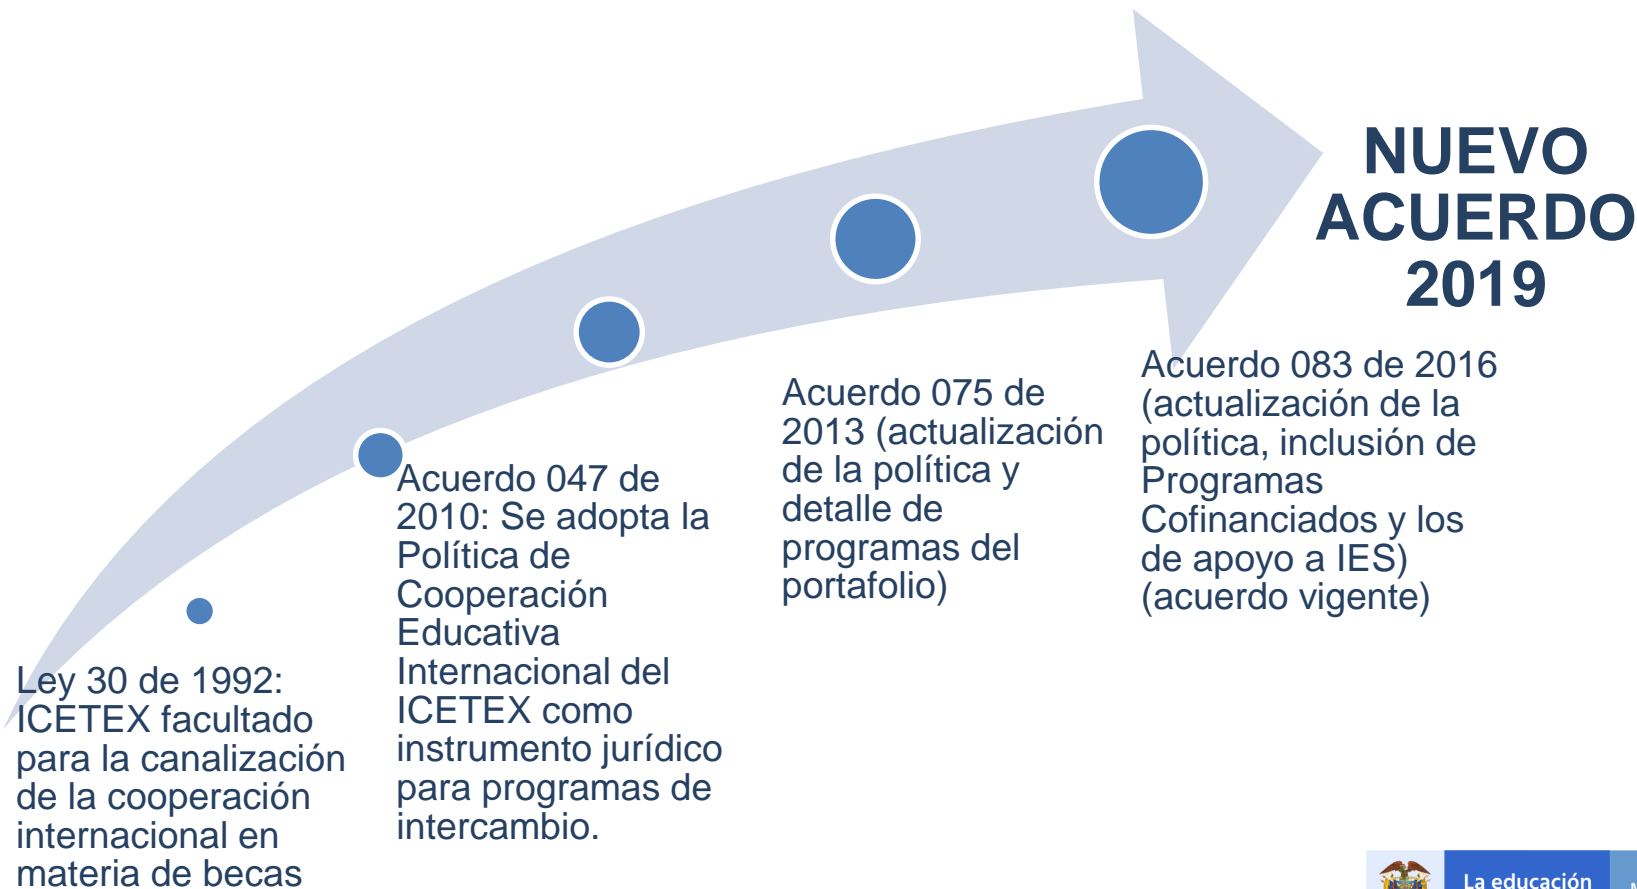 NUEVO
ACUERDO
2019
Ley 30 de 1992:
ICETEX facultado
para la canalización
de la cooperación
internacional en
materia de becas
Acuerdo 047 de
2010: Se adopta la
Política de
Cooperación
Educativa
Internacional del
ICETEX como
instrumento jurídico
para programas de
intercambio.
Acuerdo 075 de
2013 (actualización
de la política y
detalle de
programas del
portafolio)
Acuerdo 083 de 2016
(actualización de la
política, inclusión de
Programas
Cofinanciados y los
de apoyo a IES)
(acuerdo vigente)
La educación